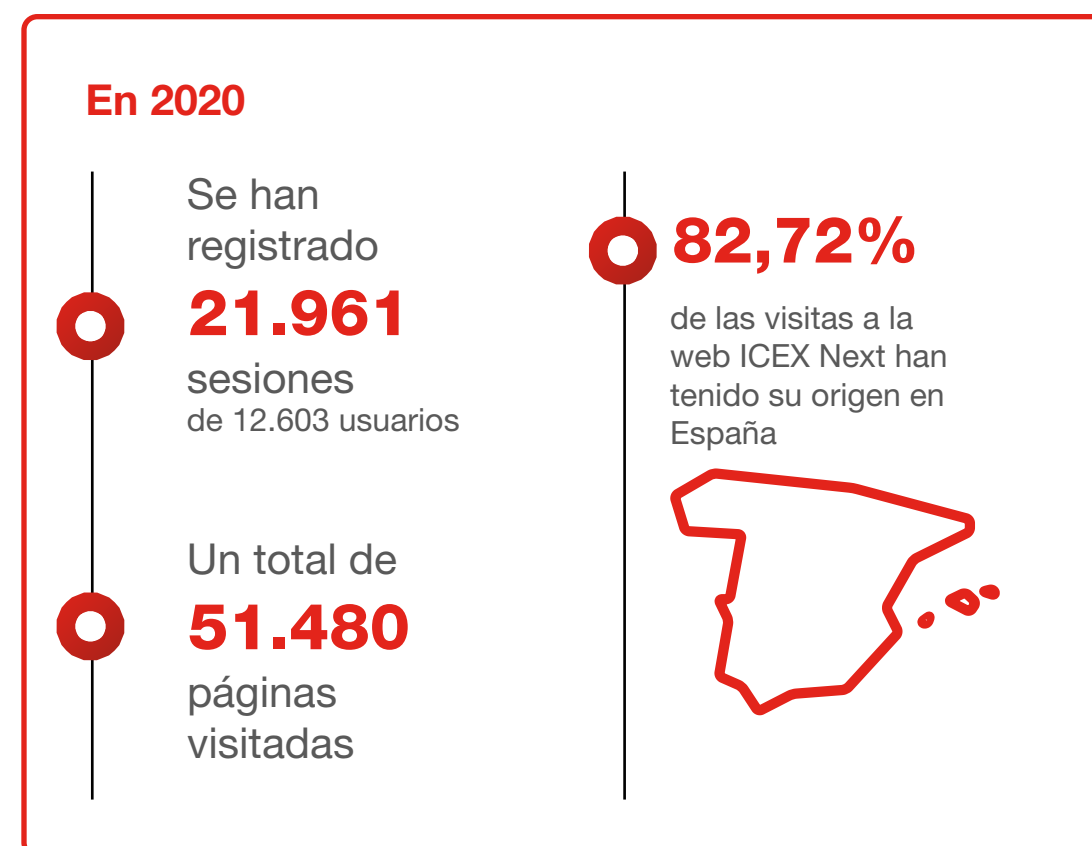 En 2020
Se han
registrado
21.961
sesiones
de 12.603 usuarios
Un total de
51.480
páginas
visitadas
82,72%
de las visitas a la
web ICEX Next han
tenido su origen en
España